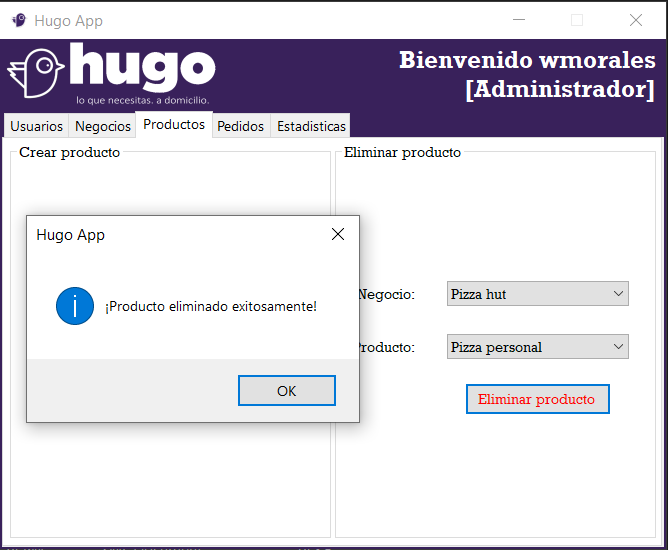 Hugo App
hugo
lo que necesitas. a domicilio.
Bienvenido wmorales
[Administrador]
Usuarios
Negocios
Productos
Pedidos
Estadisticas
Crear producto
Eliminar producto
Hugo App
¡Producto eliminado exitosamente!
OK
Negocio:
Pizza hut
Producto:
Pizza personal
Eliminar producto